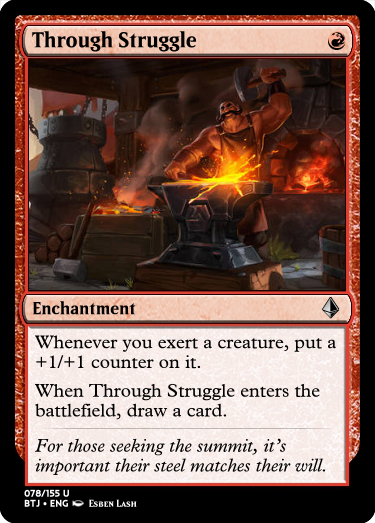 Through Struggle
Enchantment
Whenever you exert a creature, put a
+1/+1 counter on it.
When Through Struggle enters the
battlefield, draw a card.
For those seeking the summit, it's
important their steel matches their will.
078/155 U
BTJ • ENG Esben Lash